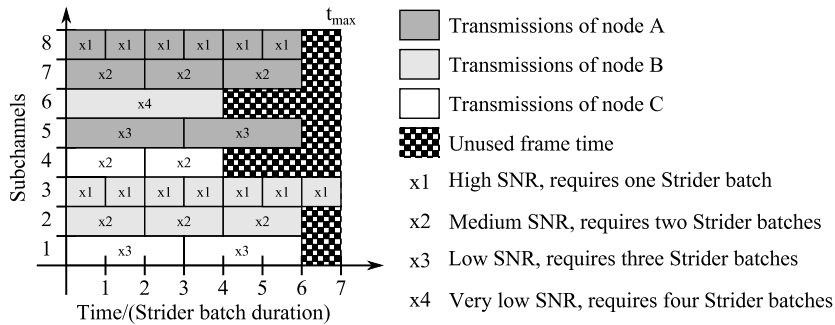 t_max
8 x1 x1 x1 x1 x1 x1
7 x2 x2 x2
6 x4
5 x3 x3
4 x2 x2
3 x1 x1 x1 x1 x1 x1 x1
2 x2 x2 x2
1 x3 x3
1 2 3 4 5 6 7
Time/(Strider batch duration)
Subchannels
Transmissions of node A
Transmissions of node B
Transmissions of node C
Unused frame time
x1 High SNR, requires one Strider batch
x2 Medium SNR, requires two Strider batches
x3 Low SNR, requires three Strider batches
x4 Very low SNR, requires four Strider batches